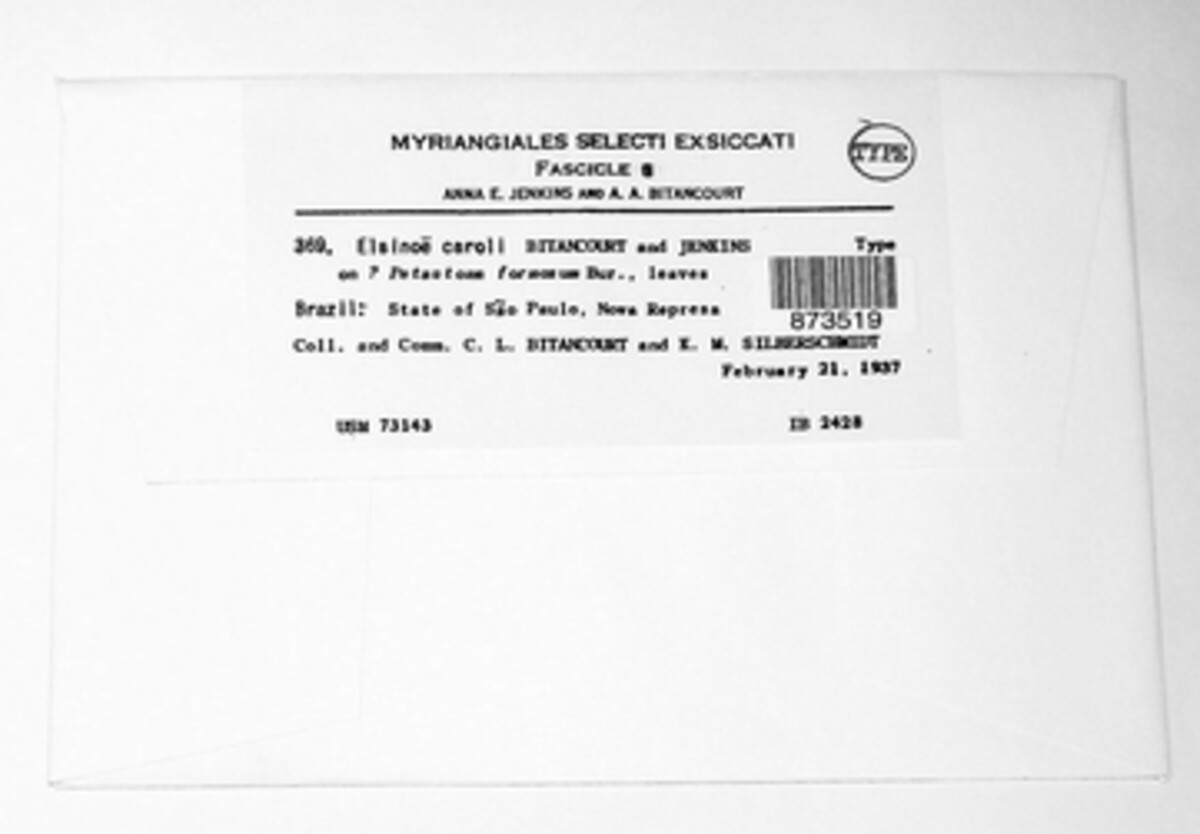 MYRIANGIALES SELECTI EXSICCATI
TYPE
FASCICLE 8
ANNA E. JENKINS AND A. A. BITANCOURT
369. Elsinoë caroli BITANCOURT and JENKINS Type
on ? Petastoma formosum Bur., leaves
Brazil: State of São Paulo, Nova Represa
873519
Coll. and Comm. C. L. BITANCOURT and K. M. SILBERSCHMIDT
February 21, 1937
USM 73143 IB 2428